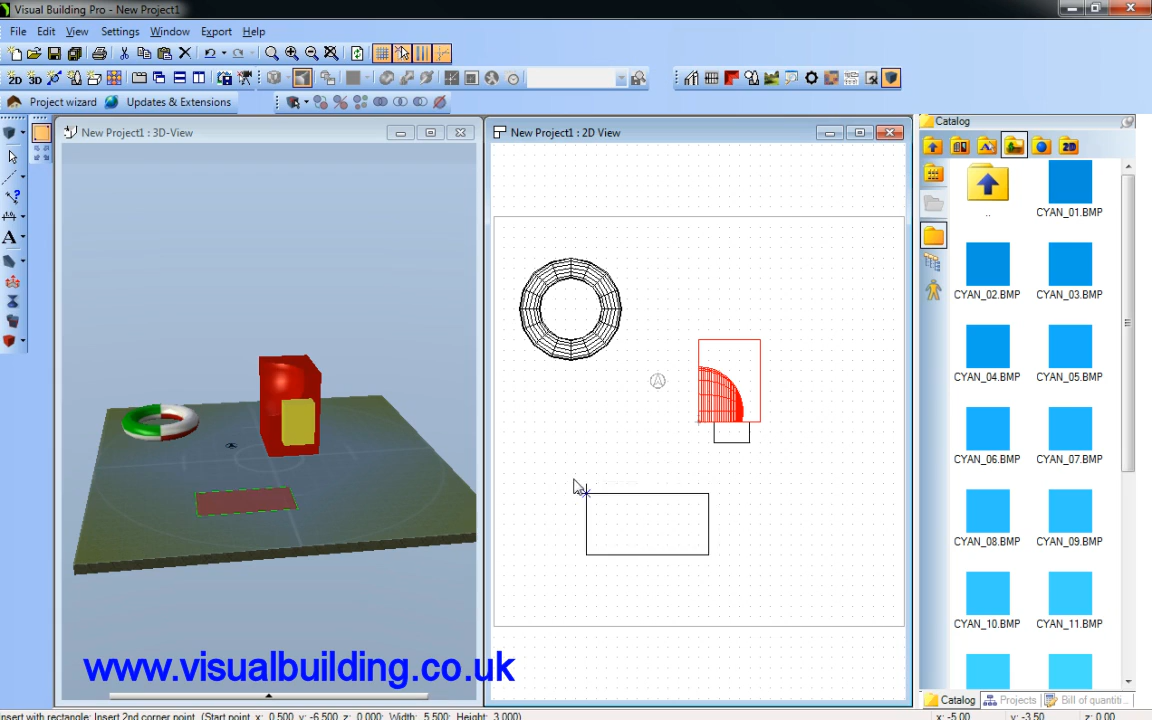 Visual Building Pro - New Project1
File Edit View Settings Window Export Help
2D 3D
Project wizard Updates & Extensions
New Project1 : 3D-View
New Project1 : 2D View
Catalog
2D
A
..
CYAN_01.BMP
CYAN_02.BMP CYAN_03.BMP
CYAN_04.BMP CYAN_05.BMP
CYAN_06.BMP CYAN_07.BMP
CYAN_08.BMP CYAN_09.BMP
CYAN_10.BMP CYAN_11.BMP
www.visualbuilding.co.uk
Catalog Projects Bill of quantiti...
nsert with rectangle: Insert 2nd corner point (Start point x: 0.500 y: -6.500 z: 0.000; Width: 5.500; Height: 3.000)
x: -5.00 y: -3.50 z: 0.00